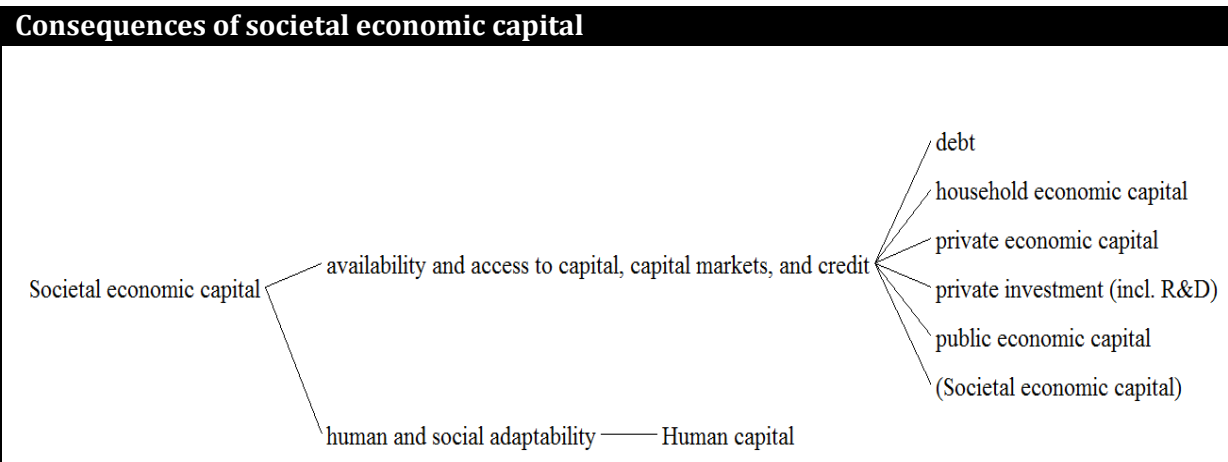 Consequences of societal economic capital
debt
household economic capital
private economic capital
availability and access to capital, capital markets, and credit
Societal economic capital
private investment (incl. R&D)
public economic capital
(Societal economic capital)
human and social adaptability
Human capital